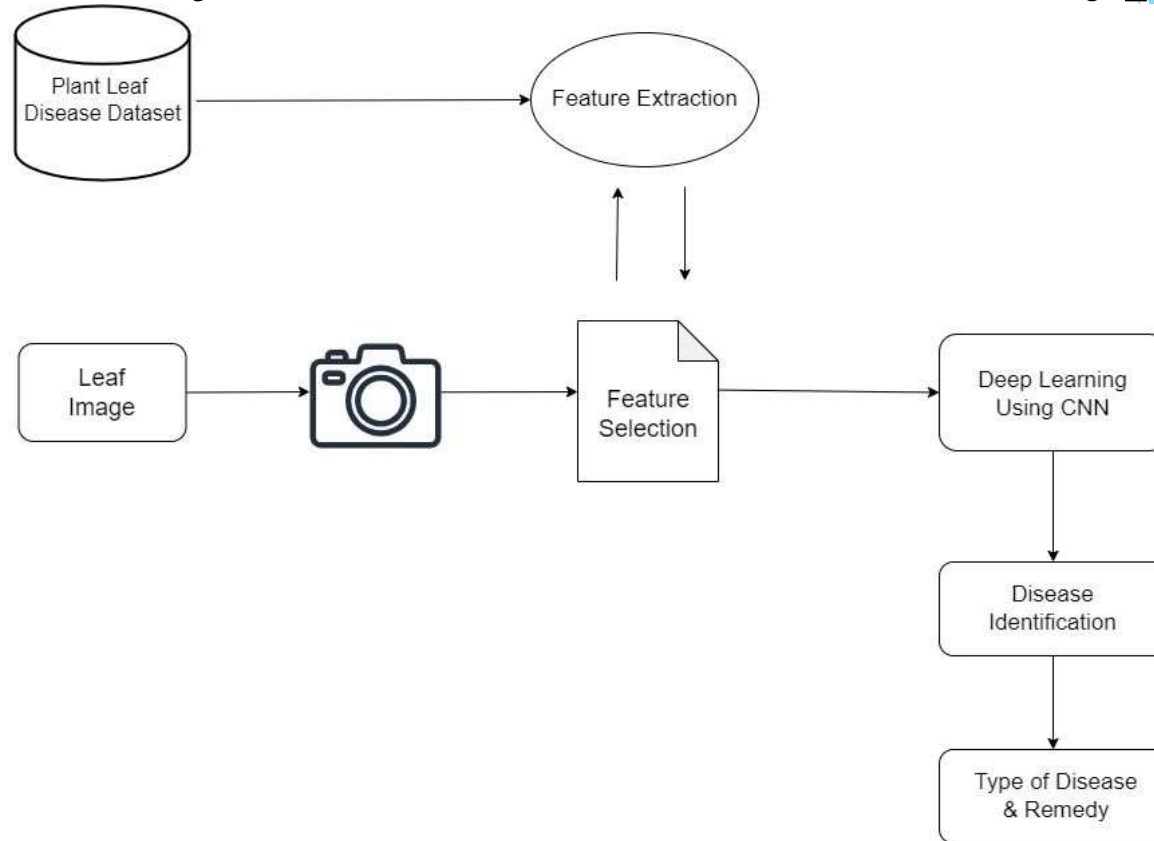 Plant Leaf
Disease Dataset
Feature Extraction
Leaf
Image
Feature
Selection
Deep Learning
Using CNN
Disease
Identification
Type of Disease
& Remedy